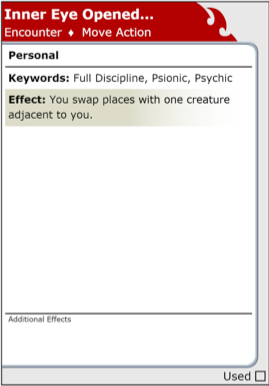 Inner Eye Opened...
Encounter ♦ Move Action
Personal
Keywords: Full Discipline, Psionic, Psychic
Effect: You swap places with one creature
adjacent to you.
Additional Effects
Used